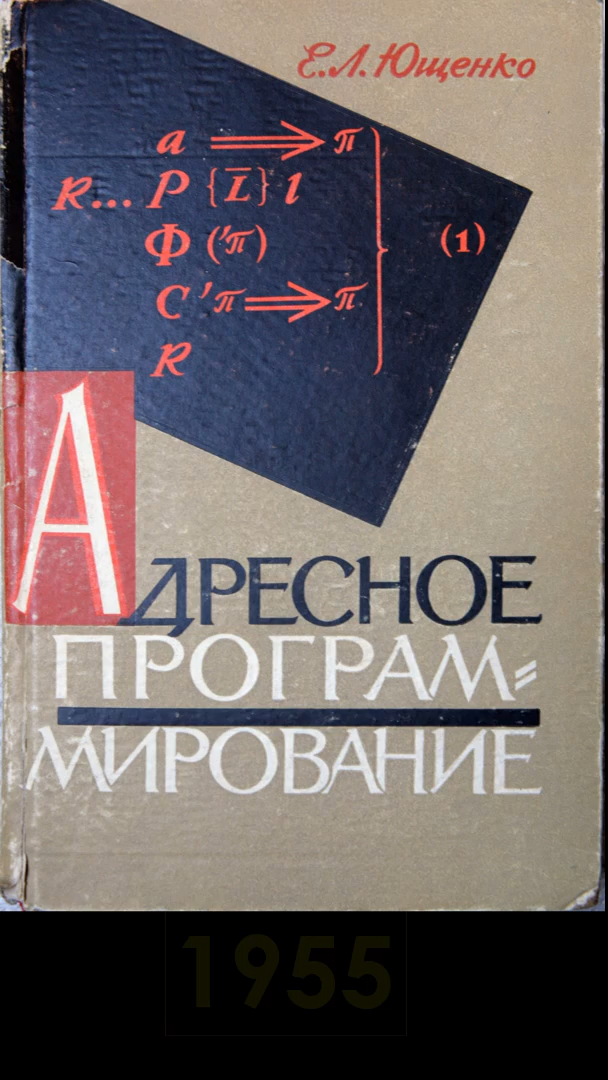 Е.Л. Ющенко
a ⟹ π
R... P {L̅} l
Ф ('π)
C 'π ⟹ π
R
(1)
АДРЕСНОЕ
ПРОГРАМ=
МИРОВАНИЕ
1955